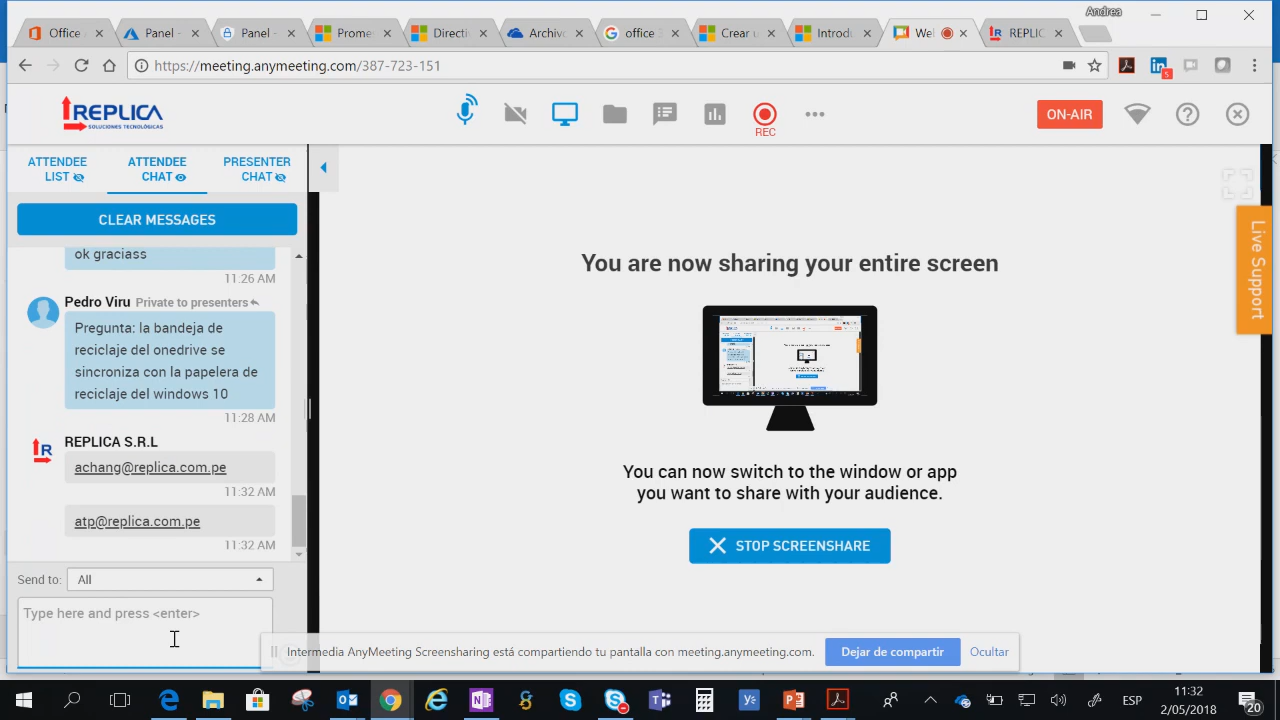 Andrea
Office
Panel -
Panel -
Prome
Directi
Archivo
office 3
Crear u
Introdu
Wel
REPLIC
https://meeting.anymeeting.com/387-723-151
5
REPLICA
SOLUCIONES TECNOLÓGICAS
REC
ON-AIR
ATTENDEE
LIST
ATTENDEE
CHAT
PRESENTER
CHAT
CLEAR MESSAGES
ok graciass
11:26 AM
Pedro Viru Private to presenters
Pregunta: la bandeja de
reciclaje del onedrive se
sincroniza con la papelera de
reciclaje del windows 10
11:28 AM
REPLICA S.R.L
achang@replica.com.pe
11:32 AM
atp@replica.com.pe
11:32 AM
Send to: All
Type here and press <enter>
You are now sharing your entire screen
You can now switch to the window or app
you want to share with your audience.
STOP SCREENSHARE
Live Support
Intermedia AnyMeeting Screensharing está compartiendo tu pantalla con meeting.anymeeting.com.
Dejar de compartir
Ocultar
ESP
11:32
2/05/2018
20